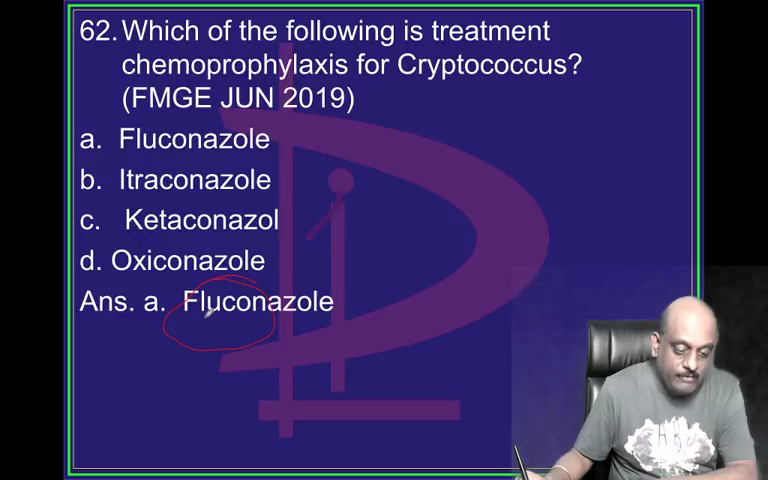 62. Which of the following is treatment
chemoprophylaxis for Cryptococcus?
(FMGE JUN 2019)
a. Fluconazole
b. Itraconazole
c. Ketaconazol
d. Oxiconazole
Ans. a. Fluconazole